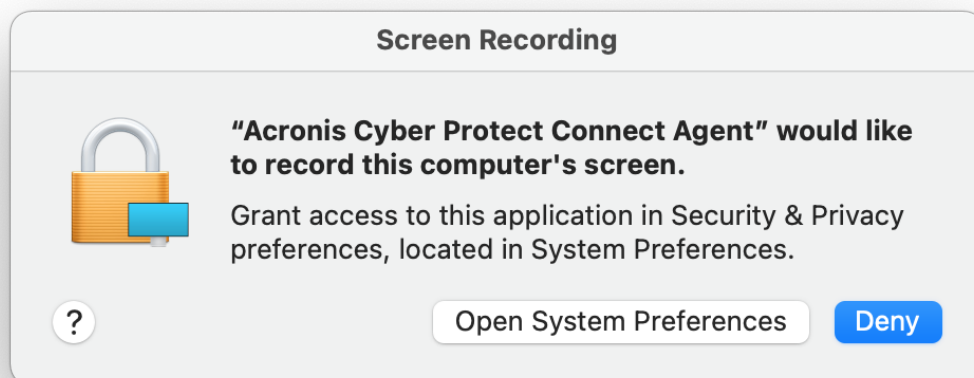 Screen Recording
“Acronis Cyber Protect Connect Agent” would like
to record this computer's screen.
Grant access to this application in Security & Privacy
preferences, located in System Preferences.
?
Open System Preferences
Deny